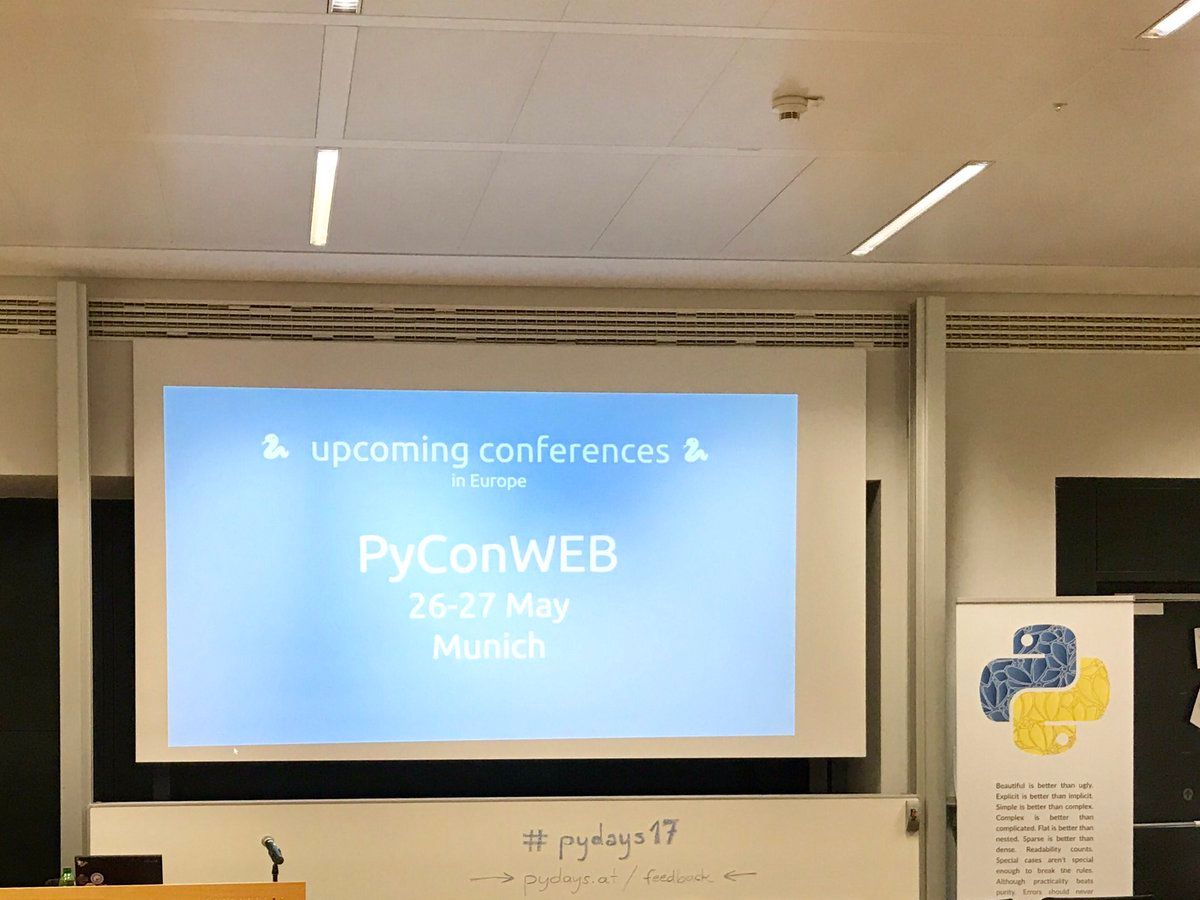 upcoming conferences
in Europe
PyConWEB
26-27 May
Munich
# pydays17
→ pydays.at / feedback ←
Beautiful is better than ugly.
Explicit is better than implicit.
Simple is better than complex.
Complex is better than
complicated. Flat is better than
nested. Sparse is better than
dense. Readability counts.
Special cases aren't special
enough to break the rules.
Although practicality beats
purity. Errors should never